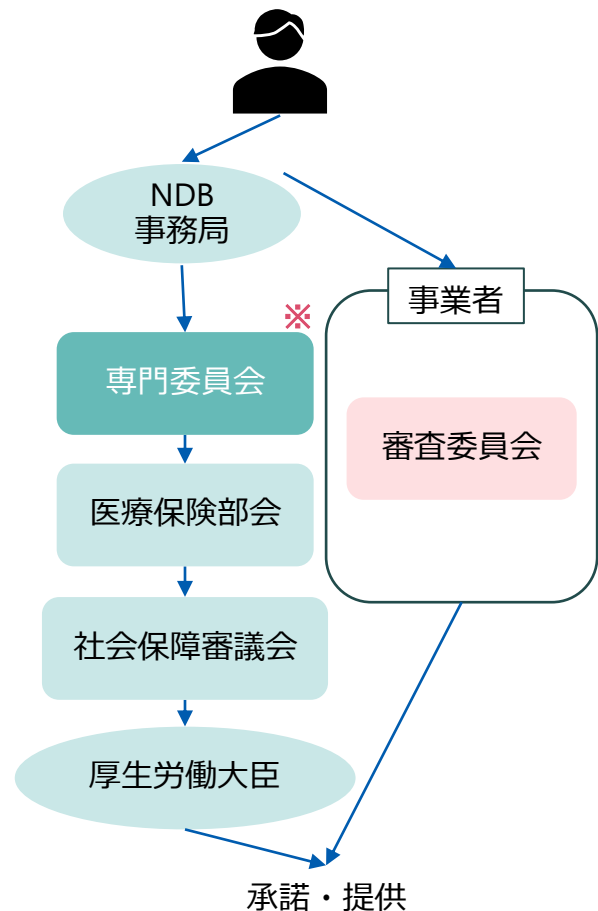 NDB
事務局
事業者
※
専門委員会
審査委員会
医療保険部会
社会保障審議会
厚生労働大臣
承諾・提供